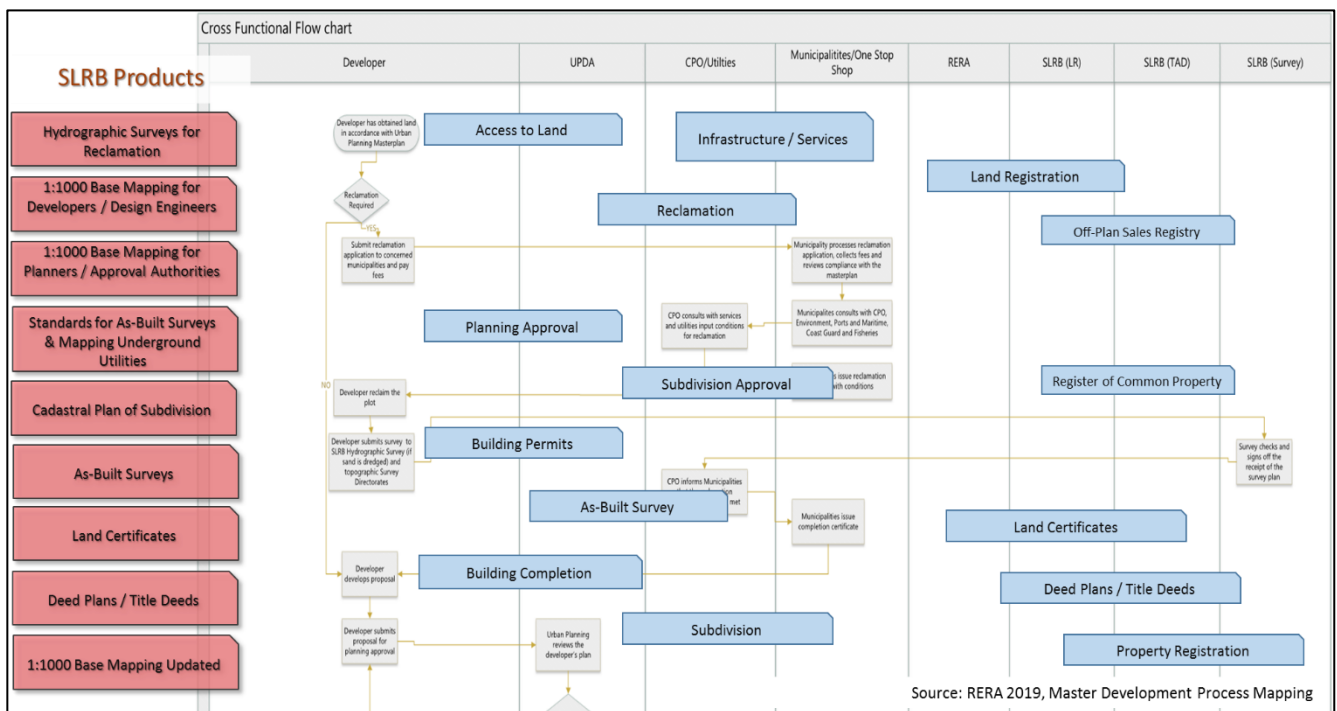 Cross Functional Flow chart
SLRB Products
Developer
UPDA
CPO/Utilties
Municipalitites/One Stop
Shop
RERA
SLRB (LR)
SLRB (TAD)
SLRB (Survey)
Hydrographic Surveys for
Reclamation
1:1000 Base Mapping for
Developers / Design Engineers
1:1000 Base Mapping for
Planners / Approval Authorities
Standards for As-Built Surveys
& Mapping Underground
Utilities
Cadastral Plan of Subdivision
As-Built Surveys
Land Certificates
Deed Plans / Title Deeds
1:1000 Base Mapping Updated
Developer has obtained land
in accordance with Urban
Planning Masterplan
Access to Land
Infrastructure / Services
Land Registration
Reclamation
Required
Reclamation
Off-Plan Sales Registry
YES
Submit reclamation
application to concerned
municipalities and pay
fees
Municipality processes reclamation
application, collects fees and
reviews compliance with the
masterplan
Planning Approval
CPO consults with services
and utilities input conditions
for reclamation
Municipalites consults with CPO,
Environment, Ports and Maritime,
Coast Guard and Fisheries
NO
Developer reclaim the
plot
Subdivision Approval
issue reclamation
with conditions
Register of Common Property
Developer submits survey to
SLRB Hydrographic Survey (if
sand is dredged) and
topographic Survey
Directorates
Building Permits
Survey checks and
signs off the
receipt of the
survey plan
CPO informs Municipalities
met
As-Built Survey
Municipalities issue
completion certificate
Land Certificates
Developer
develops proposal
Building Completion
Deed Plans / Title Deeds
Developer submits
proposal for
planning approval
Urban Planning
reviews the
developer's plan
Subdivision
Property Registration
Source: RERA 2019, Master Development Process Mapping